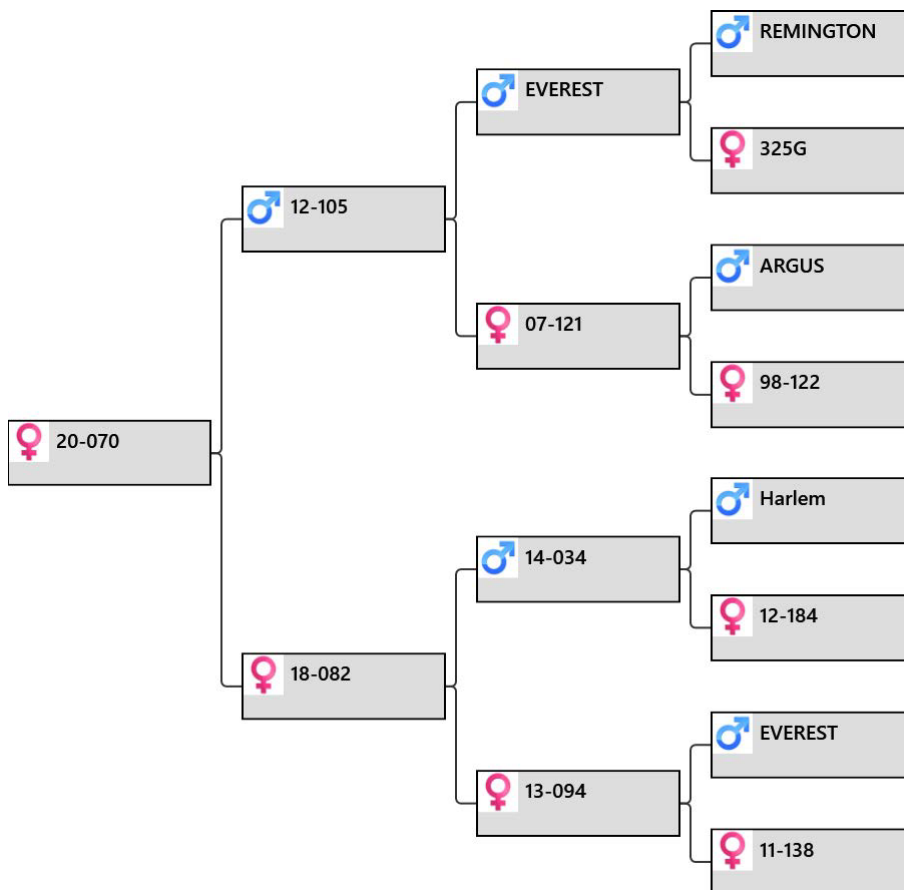 REMINGTON
EVEREST
325G
12-105
ARGUS
07-121
98-122
20-070
Harlem
14-034
12-184
18-082
EVEREST
13-094
11-138